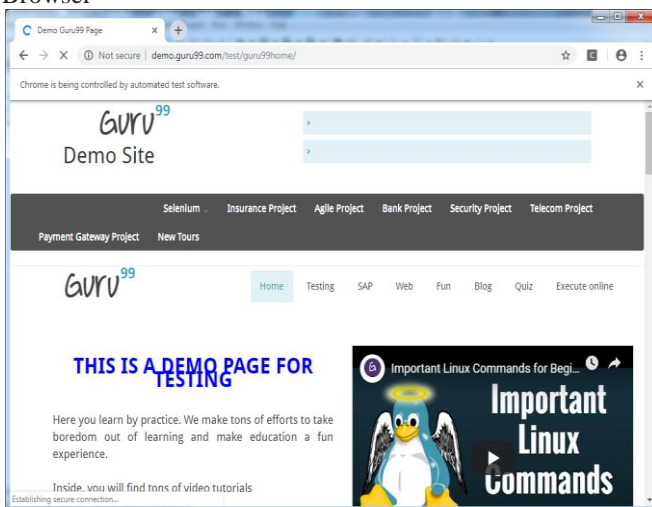 Browser
Demo Guru99 Page
Not secure | demo.guru99.com/test/guru99home/
Chrome is being controlled by automated test software.
Guru99
Demo Site
Selenium Insurance Project Agile Project Bank Project Security Project Telecom Project
Payment Gateway Project New Tours
Guru99
Home Testing SAP Web Fun Blog Quiz Execute online
THIS IS A DEMO PAGE FOR
TESTING
Important Linux Commands for Begi...
Important
Linux
Commands
Here you learn by practice. We make tons of efforts to take
boredom out of learning and make education a fun
experience.
Inside, you will find tons of video tutorials
Establishing secure connection...